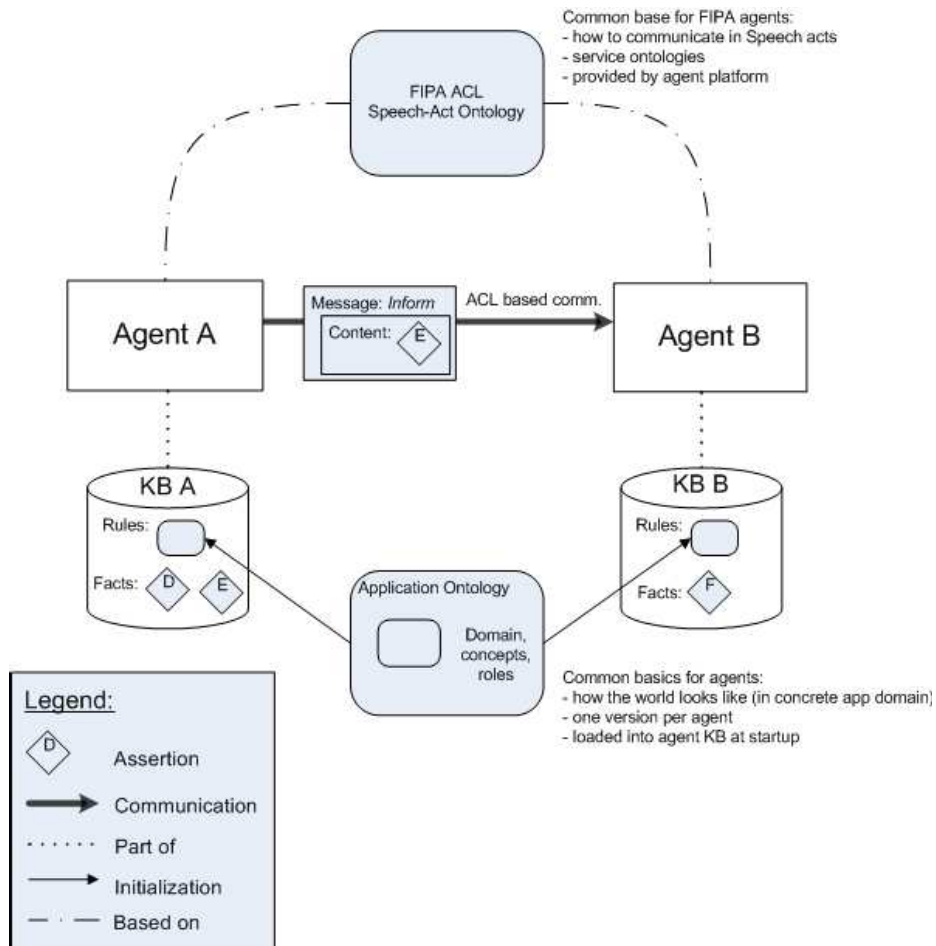 Common base for FIPA agents:
- how to communicate in Speech acts
- service ontologies
- provided by agent platform
FIPA ACL
Speech-Act Ontology
Agent A
Message: Inform
Content:
E
ACL based comm.
Agent B
KB A
Rules:
Facts:
D
E
KB B
Rules:
Facts:
F
Application Ontology
Domain,
concepts,
roles
Common basics for agents:
- how the world looks like (in concrete app domain)
- one version per agent
- loaded into agent KB at startup
Legend:
D
Assertion
Communication
Part of
Initialization
Based on